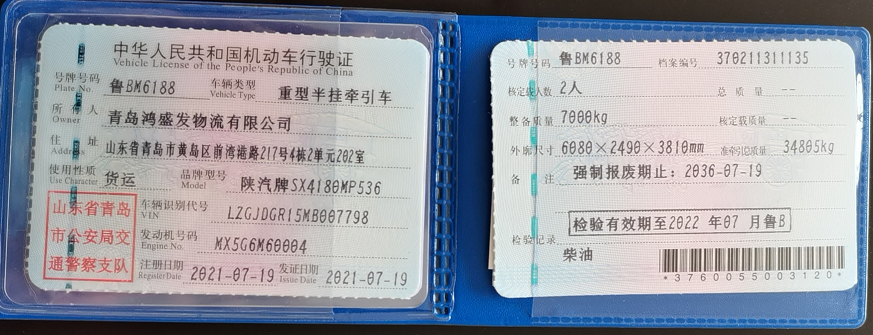 中华人民共和国机动车行驶证
Vehicle License of the People's Republic of China
号牌号码 鲁BM6188 车辆类型 重型半挂牵引车
Plate No. Vehicle Type
所有人 青岛鸿盛发物流有限公司
Owner
住址 山东省青岛市黄岛区前湾港路217号4栋2单元202室
Address
使用性质 货运 品牌型号 陕汽牌SX4180MP536
Use Character Model
山东省青岛
市公安局交
通警察支队
车辆识别代号 LZGJDGR15MB007798
VIN
发动机号码 MX5G6M60004
Engine No.
注册日期 2021-07-19 发证日期 2021-07-19
Register Date Issue Date
号牌号码 鲁BM6188 档案编号 370211311135
核定载人数 2人 总质量 --
整备质量 7000kg 核定载质量 --
外廓尺寸 6080×2490×3810mm 准牵引总质量 34805kg
备注 强制报废期止：2036-07-19
检验有效期至2022 年07 月鲁B
检验记录
柴油
*3760055003120*